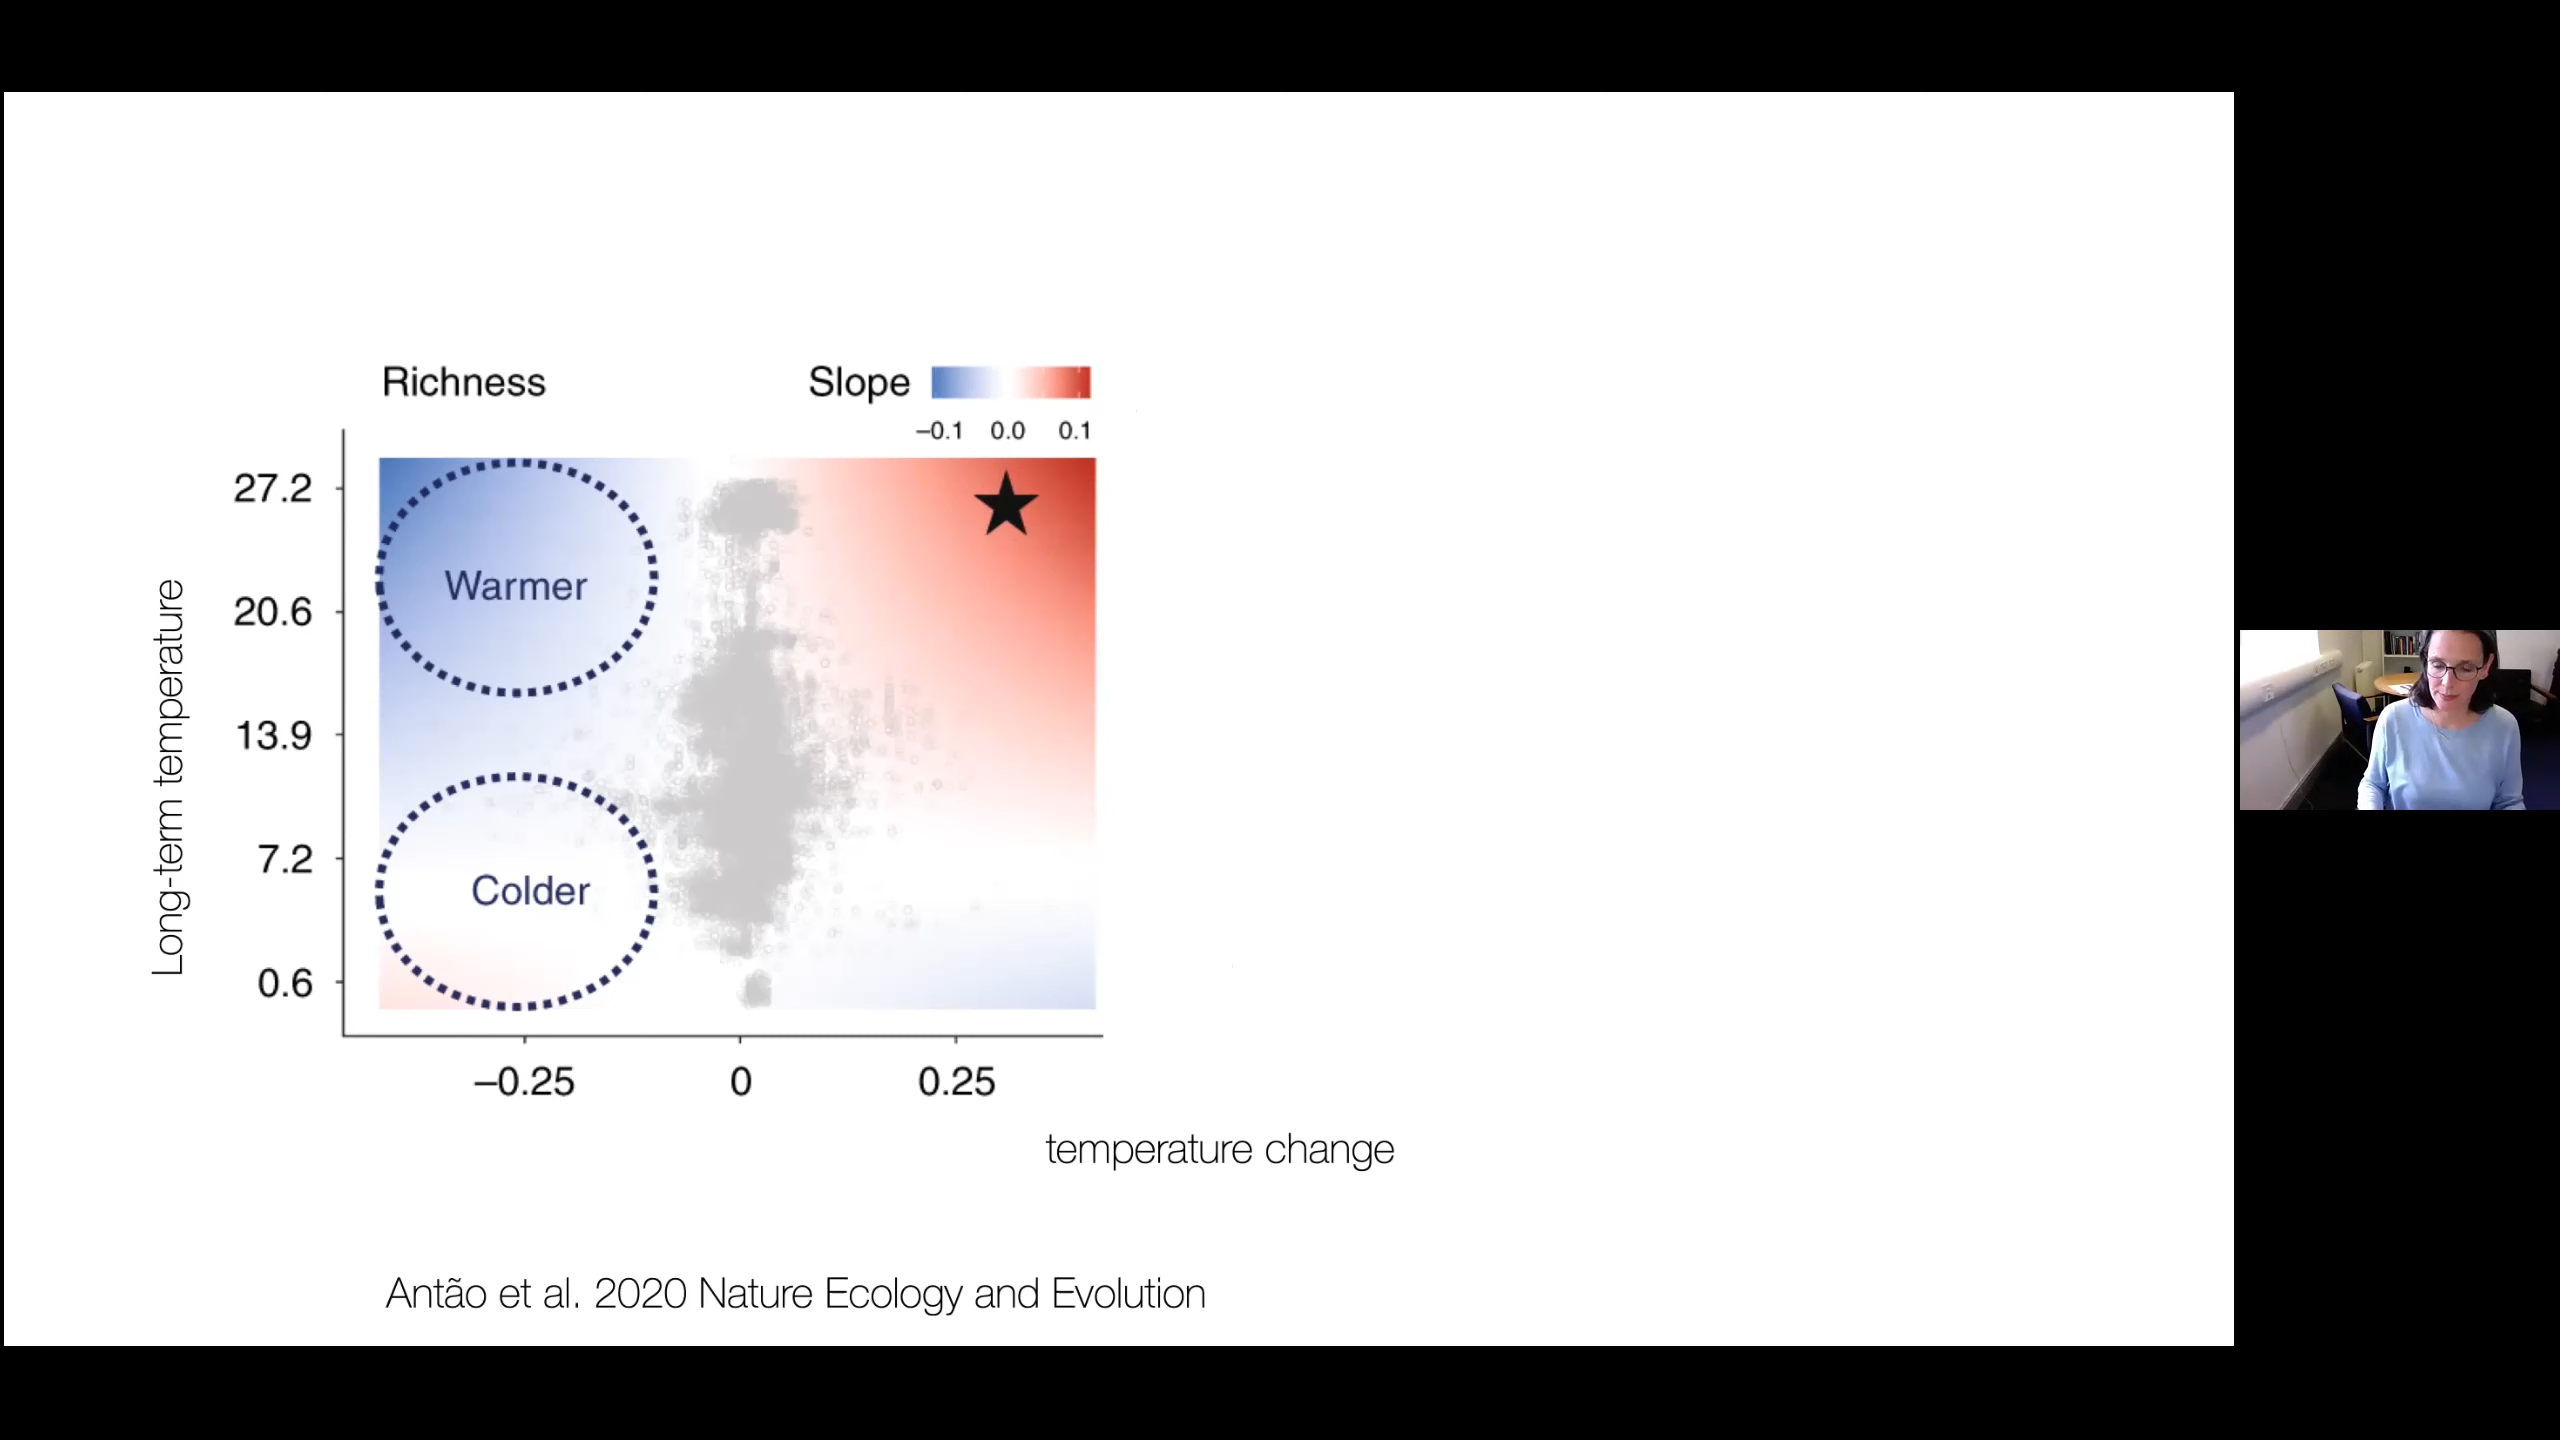 Richness
Slope
–0.1 0.0 0.1
27.2
20.6
13.9
7.2
0.6
Long-term temperature
Warmer
Colder
–0.25 0 0.25
temperature change
Antão et al. 2020 Nature Ecology and Evolution